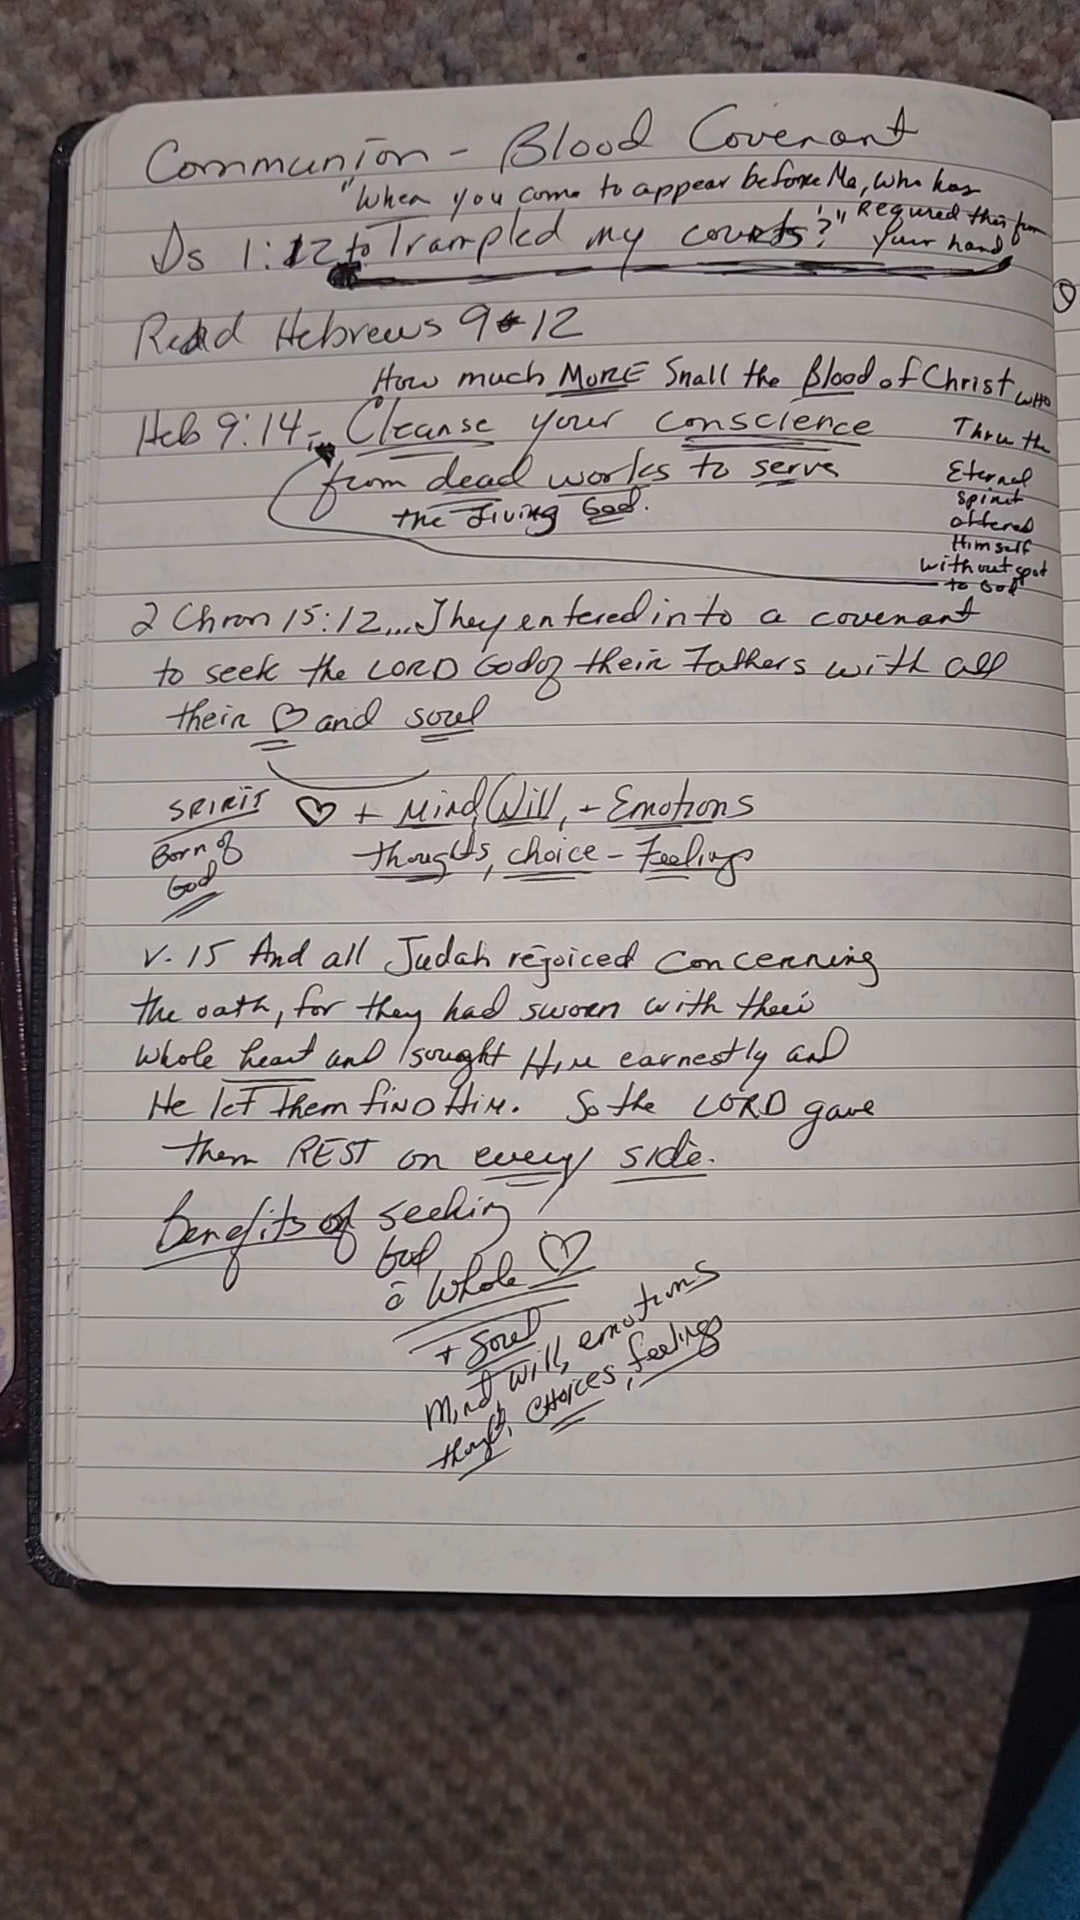 Communion - Blood Covenant
"When you come to appear before Me, who has
Required this from
Your hand
Is 1:12 to Trampled my courts?"
Read Hebrews 9 12
How much MORE Shall the Blood of Christ, WHO
Thru the
Eternal
spirit
offered
Himself
without spot
to God
Heb 9:14 - Cleanse your conscience
from dead works to serve
the Living God.
2 Chron 15:12... They entered into a covenant
to seek the LORD God of their Fathers with all
their ♡ and soul
SPIRIT ♡ + Mind, Will, + Emotions
Born of
God
thoughts, choice - Feelings
v. 15 And all Judah rejoiced concerning
the oath, for they had sworn with their
whole heart and sought Him earnestly and
He let them find Him. So the LORD gave
them REST on every side.
Benefits of seeking
God
c̄ whole ♡
+ Soul
Mind, will, emotions
thought, choices, feelings